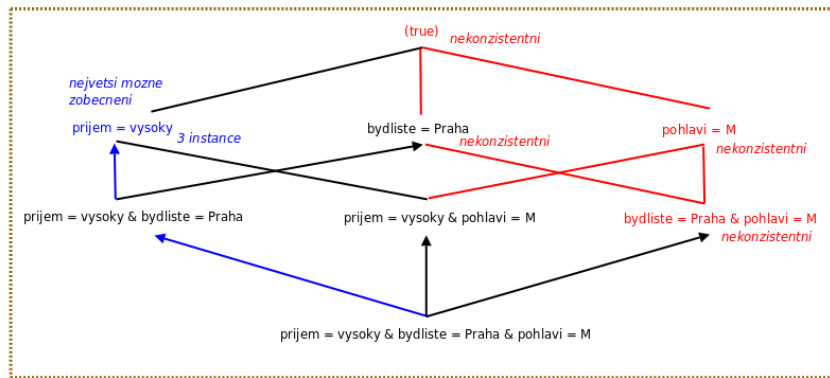 (true)
nekonzistentni
nejvetsi mozne
zobecneni
prijem = vysoky
3 instance
bydliste = Praha
nekonzistentni
pohlavi = M
nekonzistentni
prijem = vysoky & bydliste = Praha
prijem = vysoky & pohlavi = M
bydliste = Praha & pohlavi = M
nekonzistentni
prijem = vysoky & bydliste = Praha & pohlavi = M